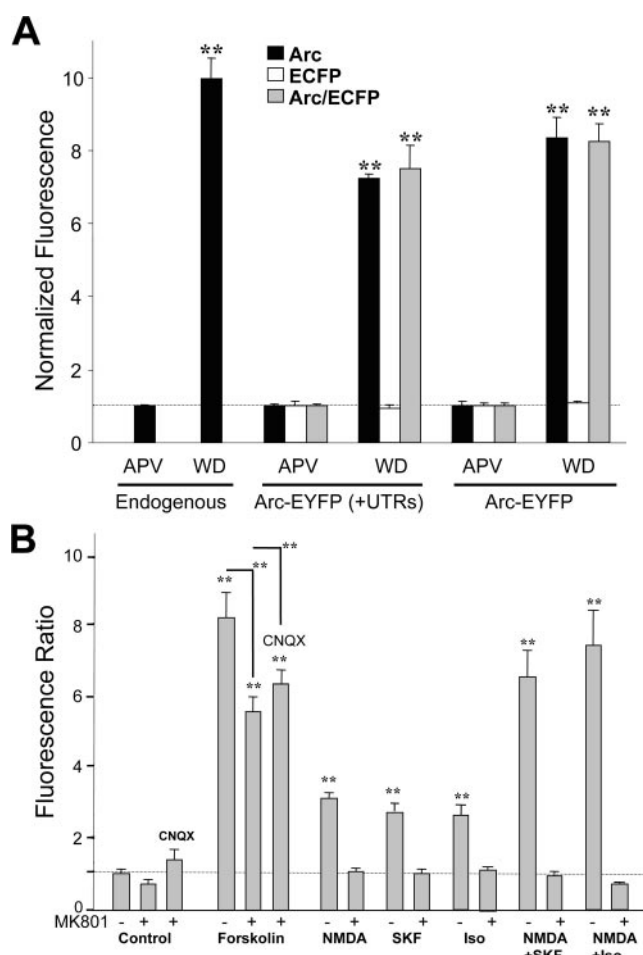 A
Normalized Fluorescence
10
8
6
4
2
0
Arc
ECFP
Arc/ECFP
**
**
**
**
**
APV WD APV WD APV WD
Endogenous Arc-EYFP (+UTRs) Arc-EYFP
B
Fluorescence Ratio
10
8
6
4
2
0
**
**
**
**
CNQX
**
**
CNQX
**
**
**
**
**
MK801 - + + - + + - + - + - + - + - +
Control Forskolin NMDA SKF Iso NMDA NMDA
+SKF +Iso